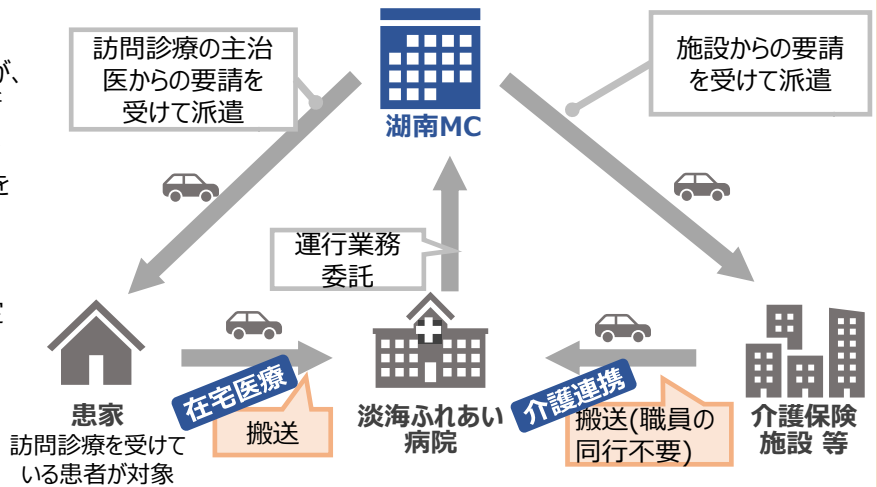 が、
を
訪問診療の主治
医からの要請を
受けて派遣
湖南MC
施設からの要請
を受けて派遣
運行業務
委託
在宅医療
搬送
介護連携
搬送(職員の
同行不要)
患家
訪問診療を受けて
いる患者が対象
淡海ふれあい
病院
介護保険
施設 等